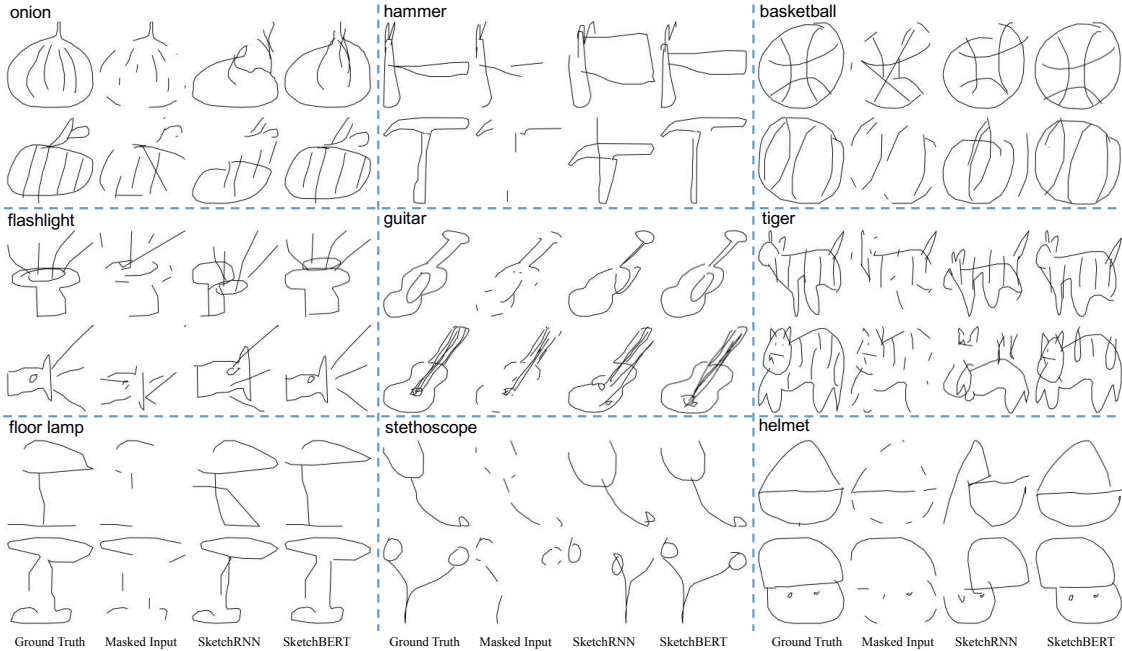 onion
hammer
basketball
flashlight
guitar
tiger
floor lamp
stethoscope
helmet
Ground Truth Masked Input SketchRNN SketchBERT
Ground Truth Masked Input SketchRNN SketchBERT
Ground Truth Masked Input SketchRNN SketchBERT